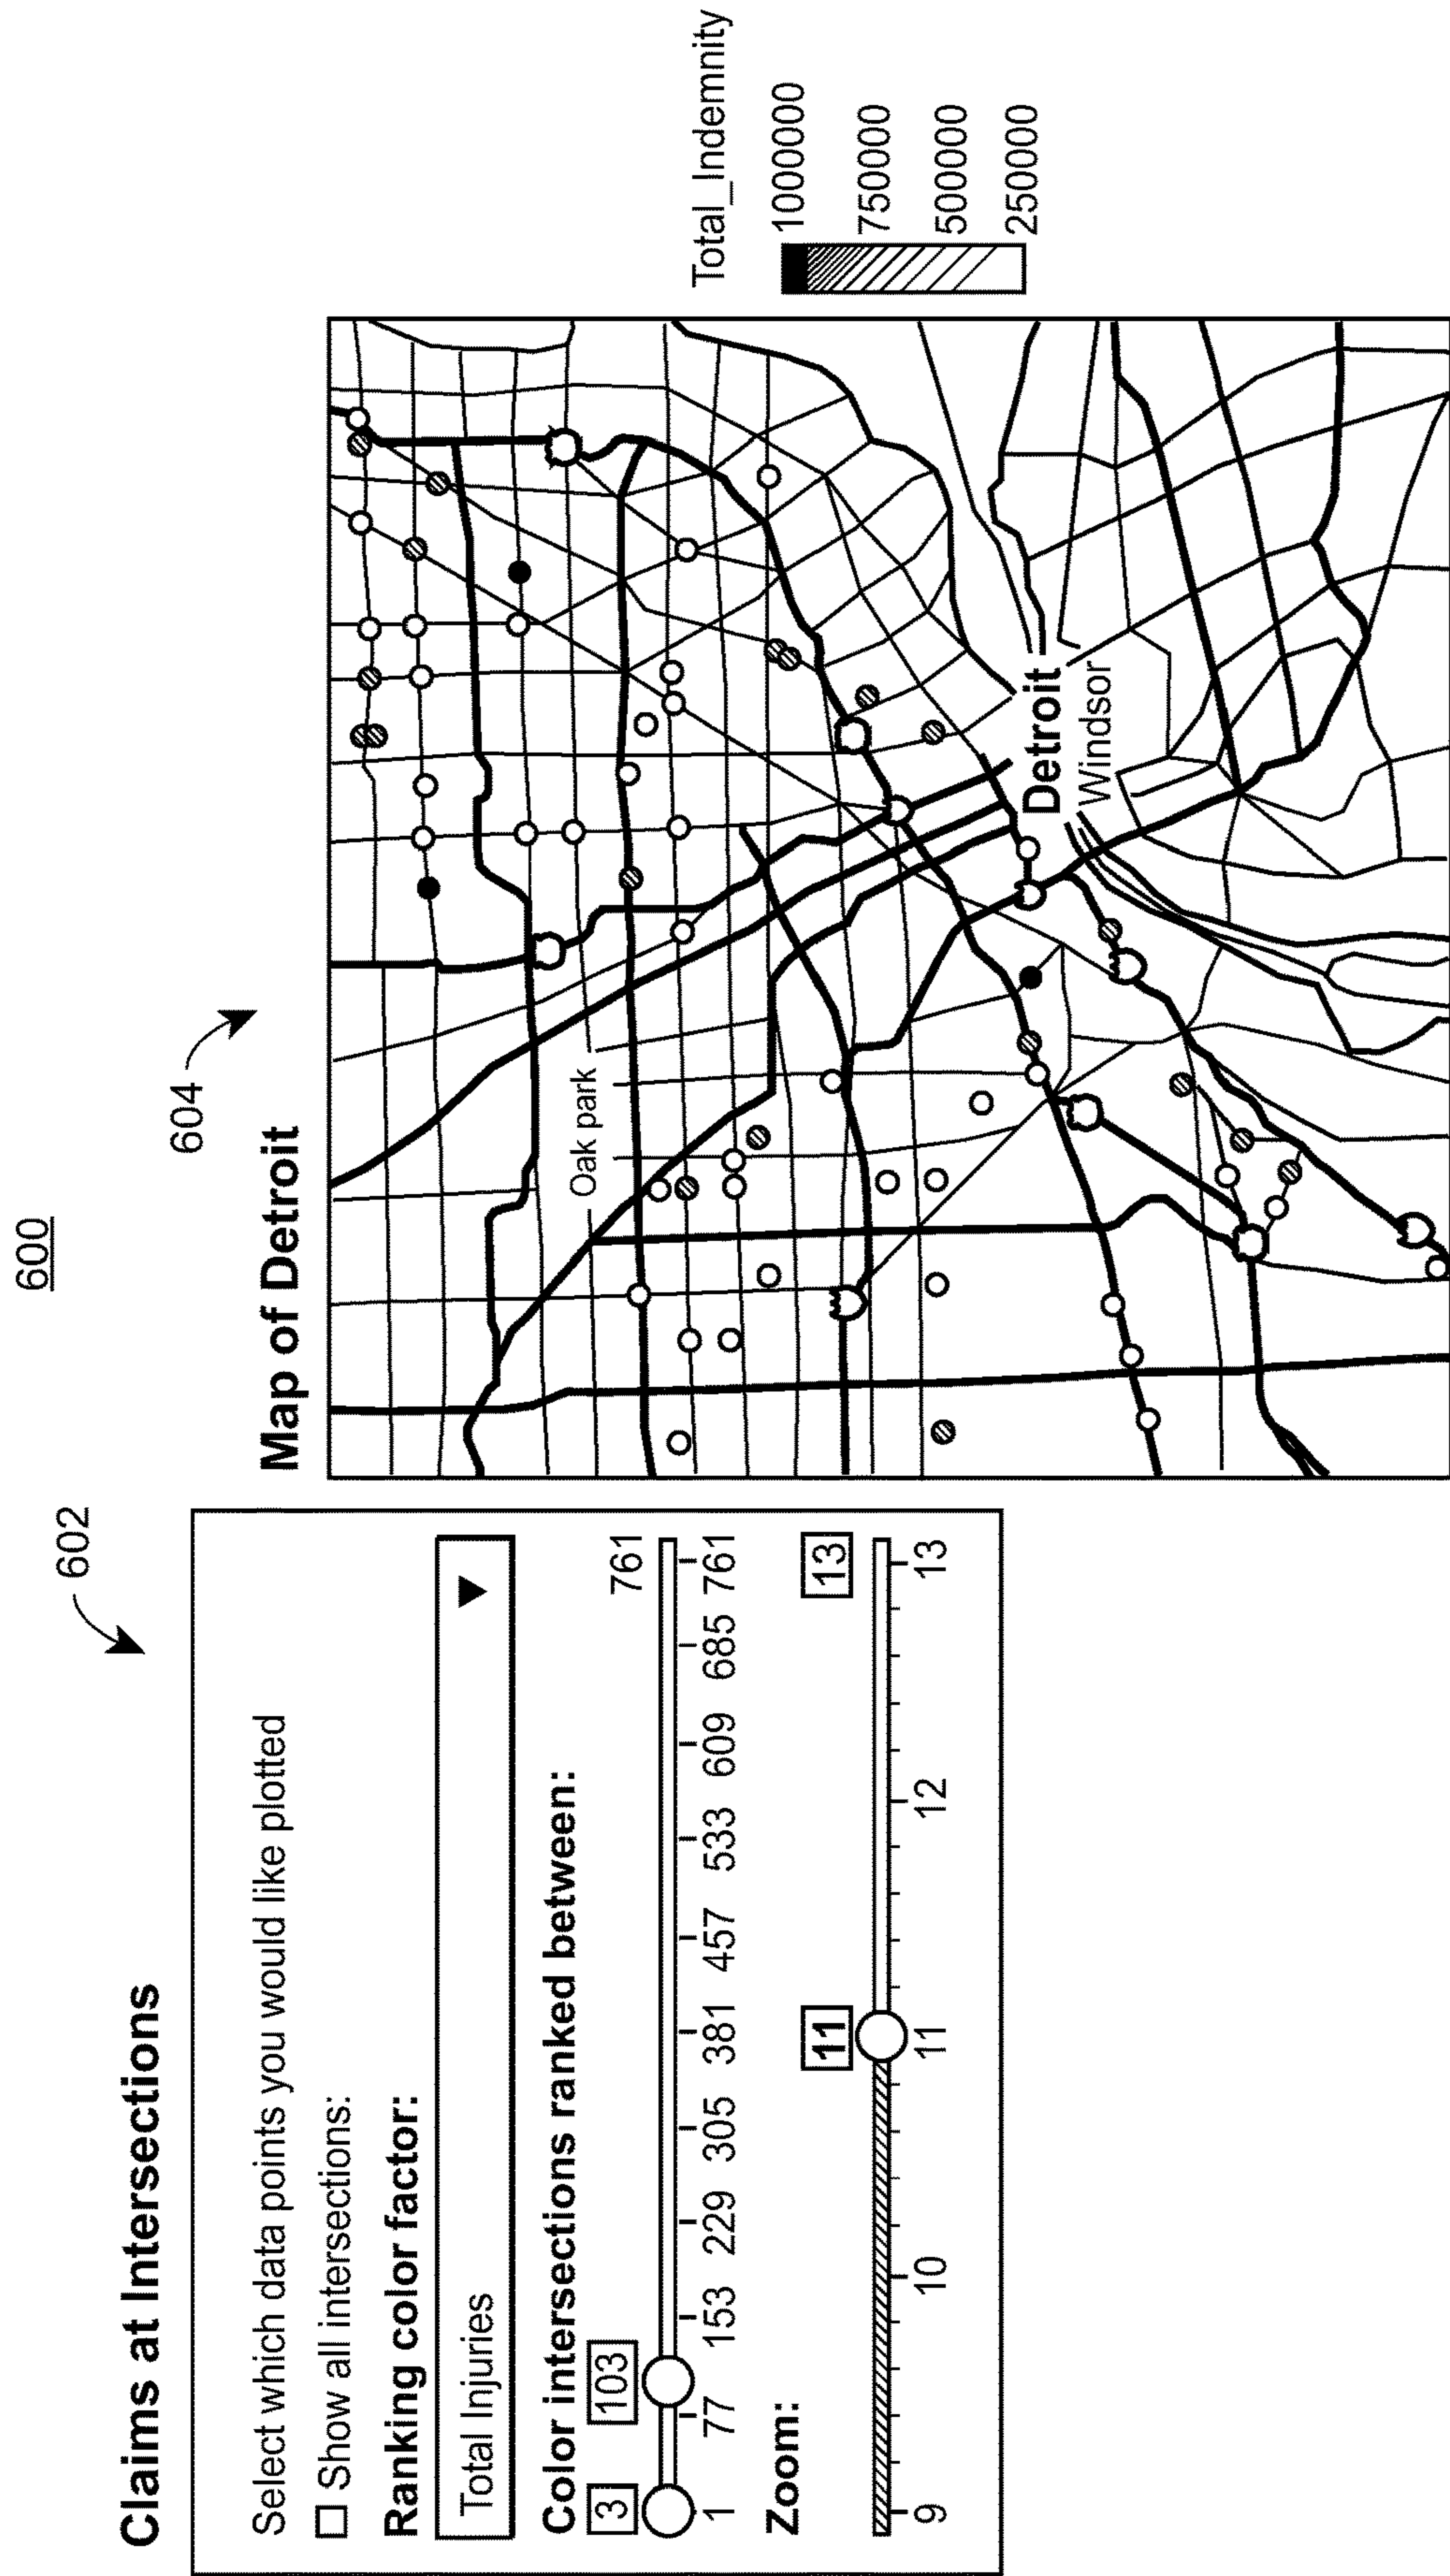 600
602
Claims at Intersections
Select which data points you would like plotted
Show all intersections:
Ranking color factor:
Total Injuries
Color intersections ranked between:
3 103 761
1 77 153 229 305 381 457 533 609 685 761
Zoom:
11 13
9 10 11 12 13
604
Map of Detroit
Oak park
Detroit
Windsor
Total_Indemnity
1000000
750000
500000
250000